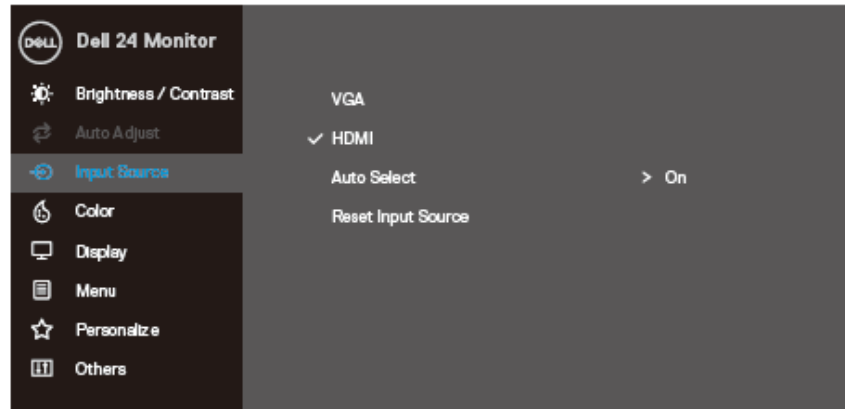 DELL Dell 24 Monitor
Brightness / Contrast
VGA
Auto Adjust
✓ HDMI
Input Source
Auto Select > On
Color
Reset Input Source
Display
Menu
Personalize
Others